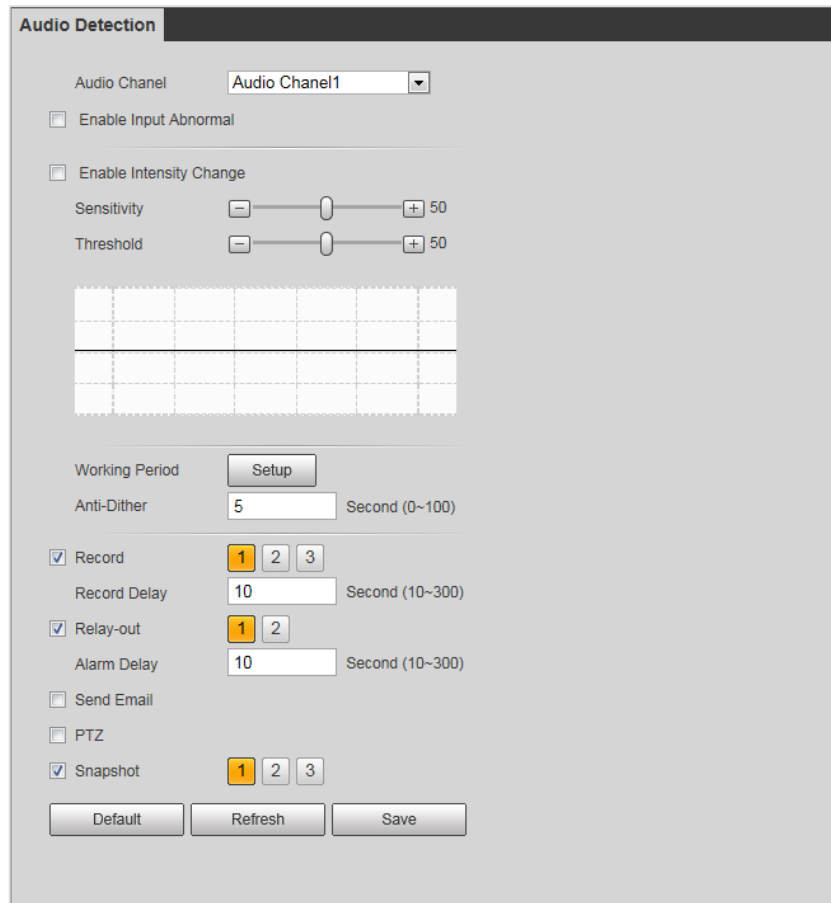 Audio Detection
Audio Chanel Audio Chanel1
Enable Input Abnormal
Enable Intensity Change
Sensitivity 50
Threshold 50
Working Period Setup
Anti-Dither 5 Second (0~100)
Record 1 2 3
Record Delay 10 Second (10~300)
Relay-out 1 2
Alarm Delay 10 Second (10~300)
Send Email
PTZ
Snapshot 1 2 3
Default Refresh Save